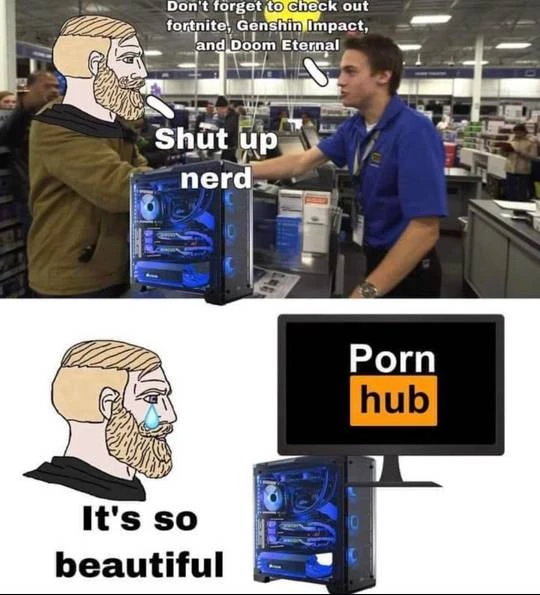 Don't forget to check out
fortnite, Genshin Impact,
and Doom Eternal
Shut up
nerd
Porn
hub
It's so
beautiful